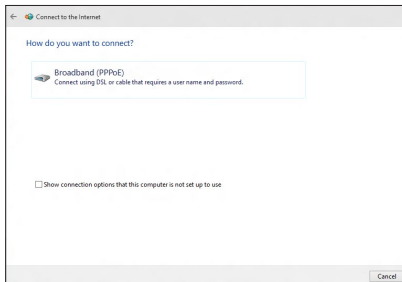 Connect to the Internet
How do you want to connect?
Broadband (PPPoE)
Connect using DSL or cable that requires a user name and password.
Show connection options that this computer is not set up to use
Cancel